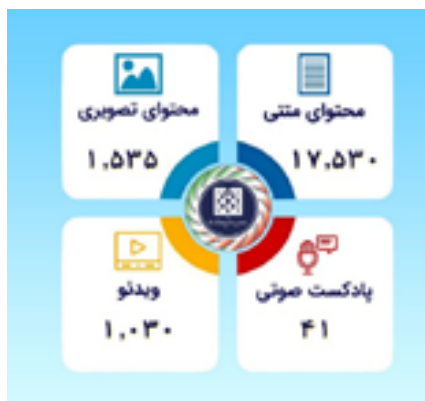 محتوای متنی
۱۷,۵۳۰
محتوای تصویری
۱,۵۳۵
پادکست صوتی
۴۱
ویدئو
۱,۰۳۰